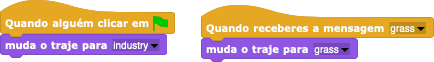 Quando alguém clicar em
muda o traje para industry
Quando receberes a mensagem grass
muda o traje para grass